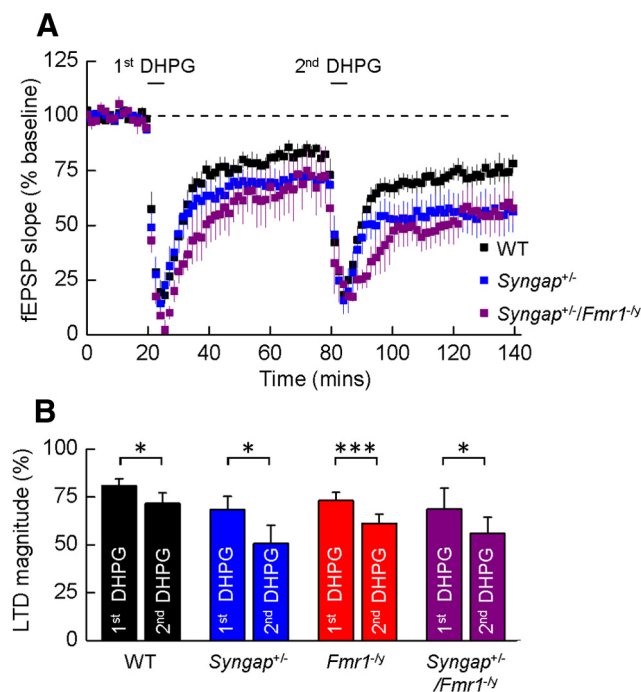 A
1st DHPG
2nd DHPG
125
100
75
50
25
0
fEPSP slope (% baseline)
WT
Syngap+/-
Syngap+/-/Fmr1-/y
0 20 40 60 80 100 120 140
Time (mins)
B
100
75
50
25
0
LTD magnitude (%)
* * *** *
1st DHPG
2nd DHPG
1st DHPG
2nd DHPG
1st DHPG
2nd DHPG
1st DHPG
2nd DHPG
WT
Syngap+/-
Fmr1-/y
Syngap+/-
/Fmr1-/y